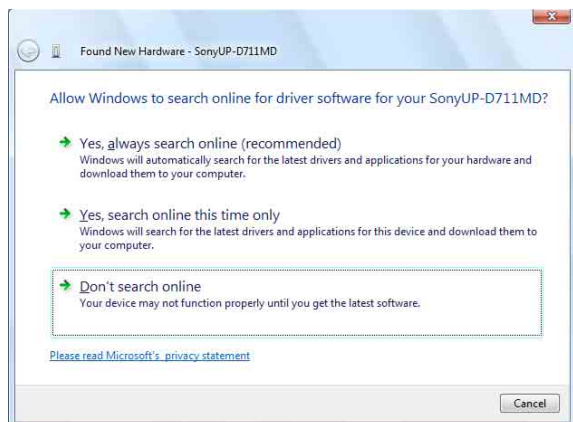 Found New Hardware - SonyUP-D711MD
Allow Windows to search online for driver software for your SonyUP-D711MD?
Yes, always search online (recommended)
Windows will automatically search for the latest drivers and applications for your hardware and
download them to your computer.
Yes, search online this time only
Windows will search for the latest drivers and applications for this device and download them to
your computer.
Don't search online
Your device may not function properly until you get the latest software.
Please read Microsoft's privacy statement
Cancel